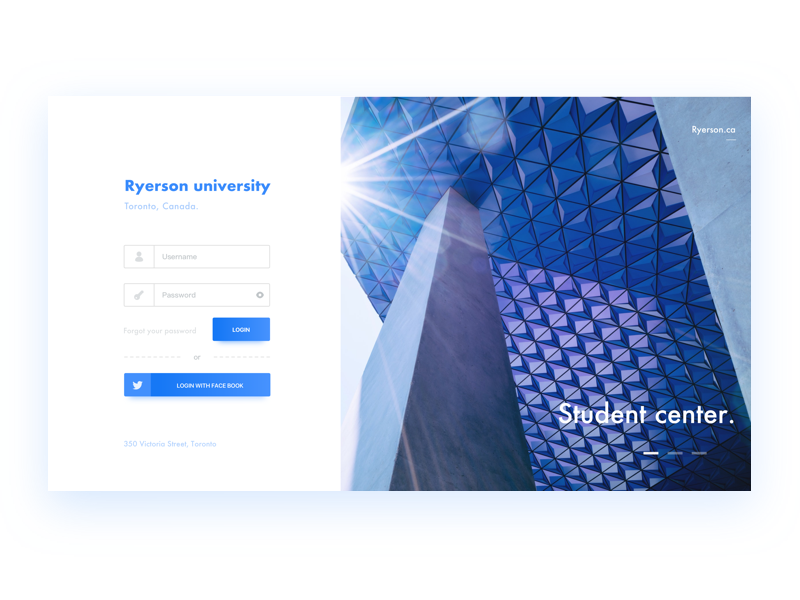 Ryerson university
Toronto, Canada.
Username
Password
Forgot your password
LOGIN
or
LOGIN WITH FACE BOOK
350 Victoria Street, Toronto
Ryerson.ca
Student center.